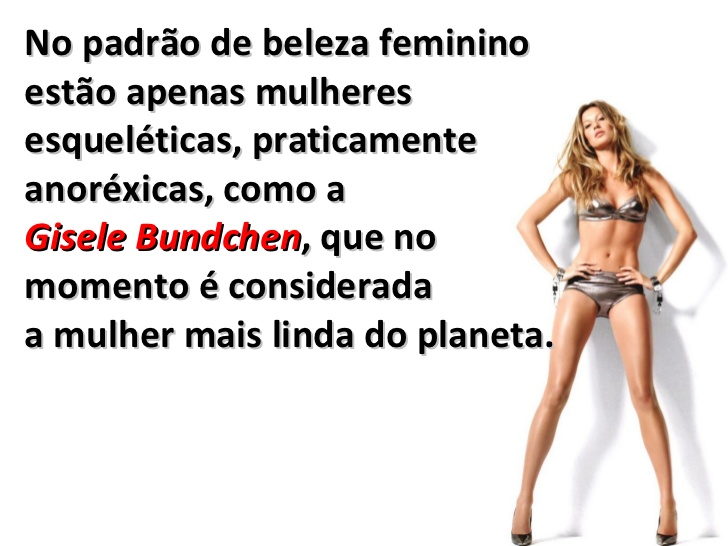 No padrão de beleza feminino
estão apenas mulheres
esqueléticas, praticamente
anoréxicas, como a
Gisele Bundchen, que no
momento é considerada
a mulher mais linda do planeta.